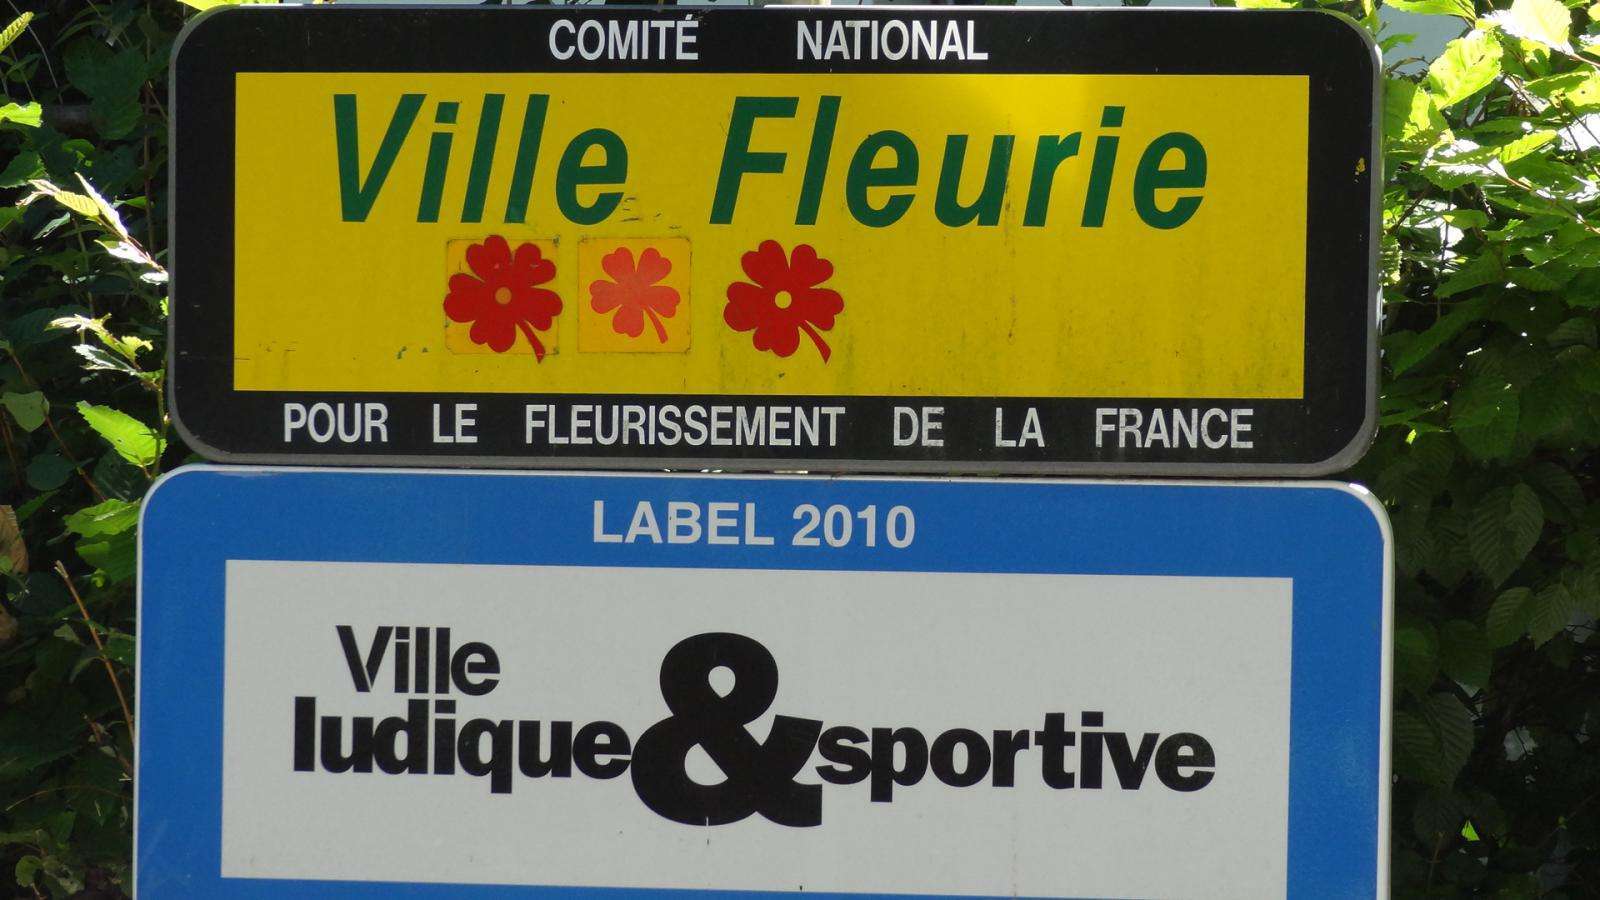 COMITÉ NATIONAL
Ville Fleurie
POUR LE FLEURISSEMENT DE LA FRANCE
LABEL 2010
Ville
ludique&sportive